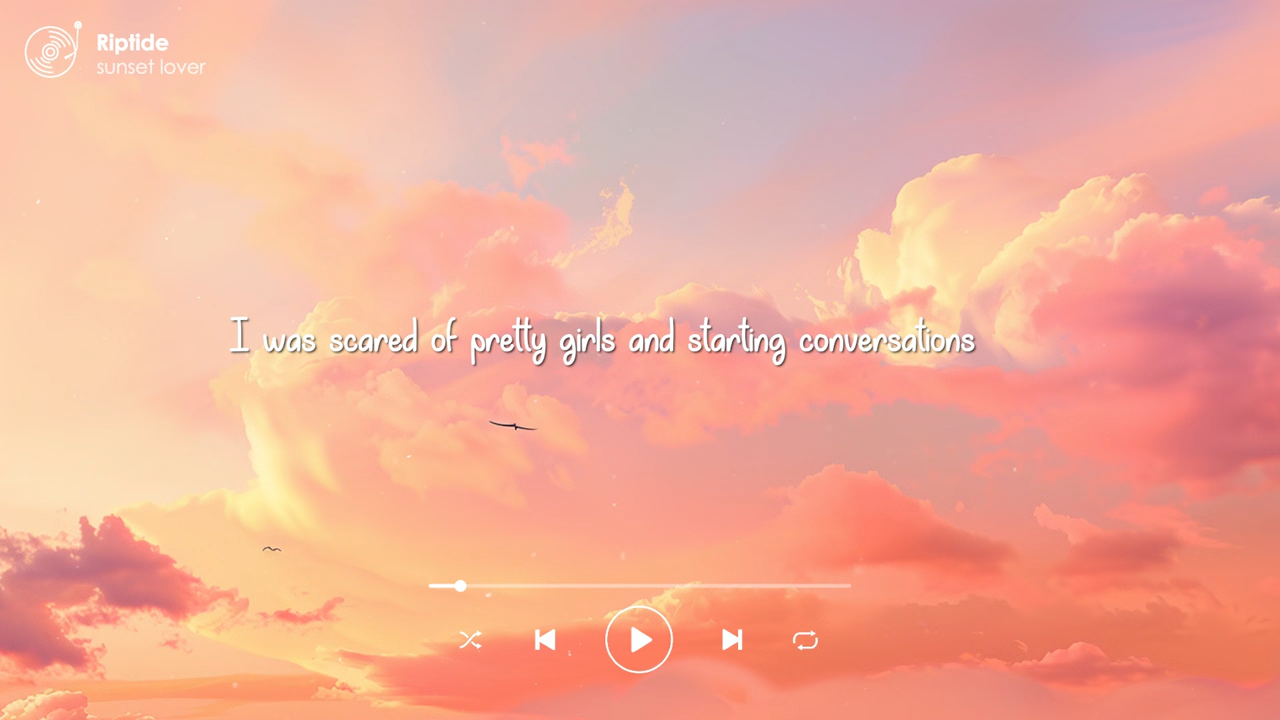 Riptide
sunset lover
I was scared of pretty girls and starting conversations